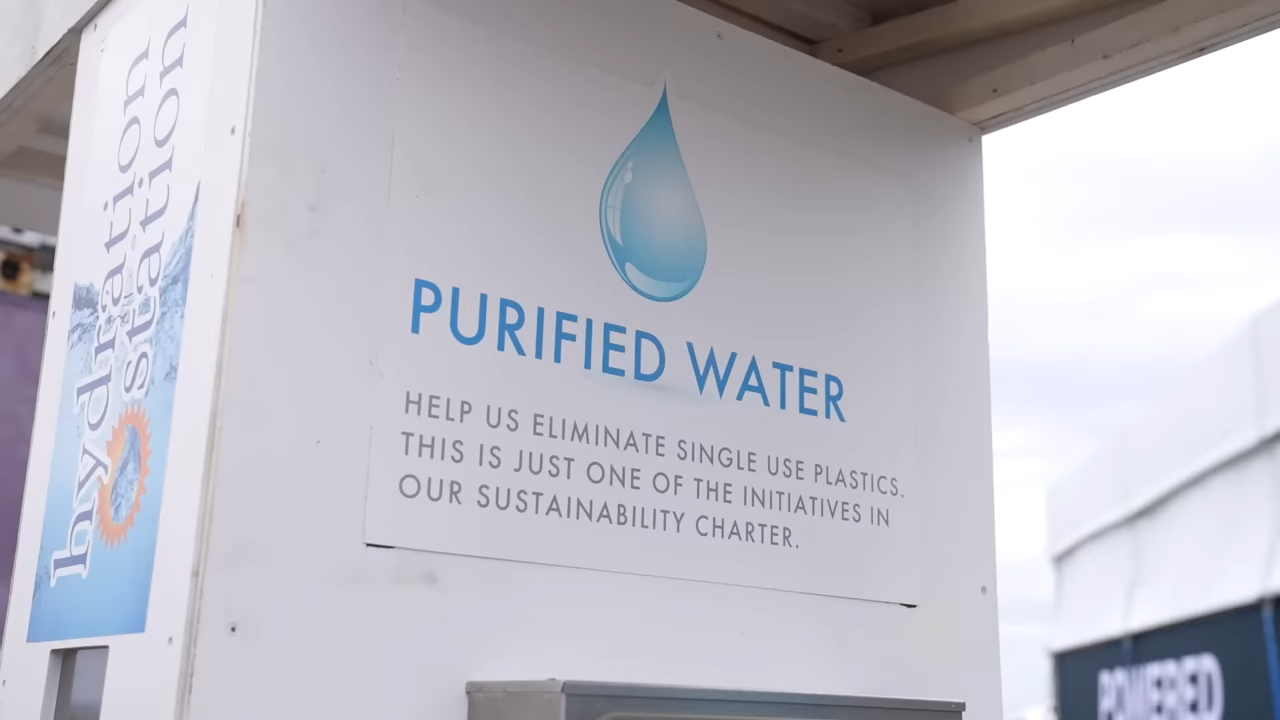 hydration
station
PURIFIED WATER
HELP US ELIMINATE SINGLE USE PLASTICS.
THIS IS JUST ONE OF THE INITIATIVES IN
OUR SUSTAINABILITY CHARTER.
POWERED